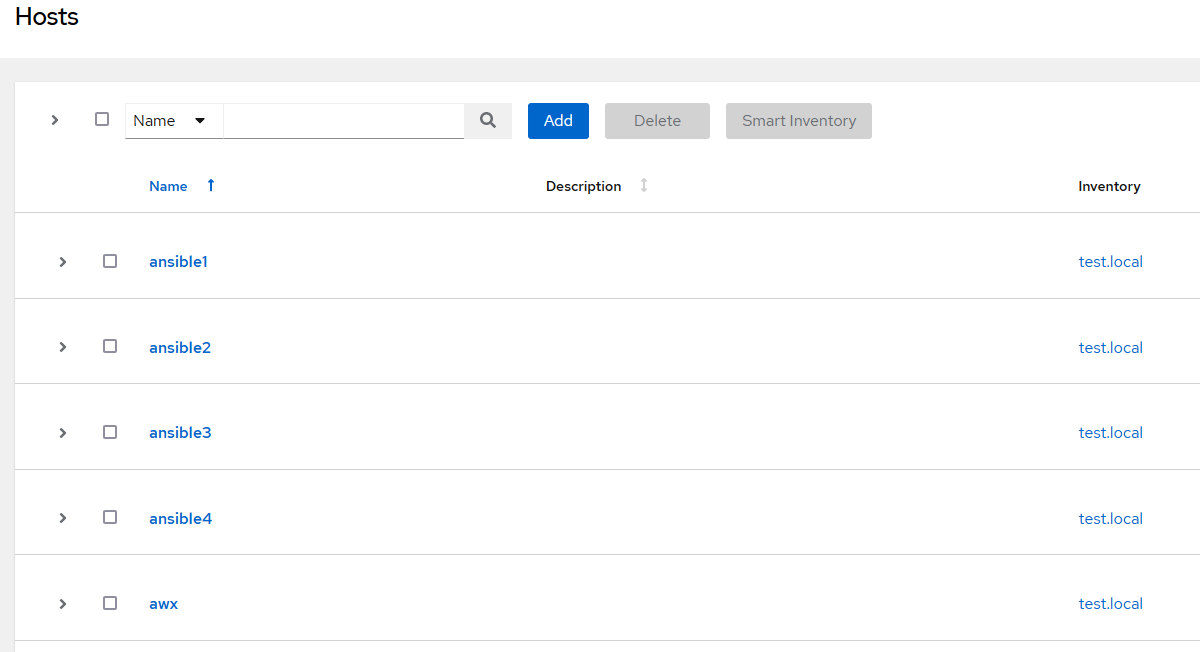 Hosts
Name Add Delete Smart Inventory
Name Description Inventory
ansible1 test.local
ansible2 test.local
ansible3 test.local
ansible4 test.local
awx test.local